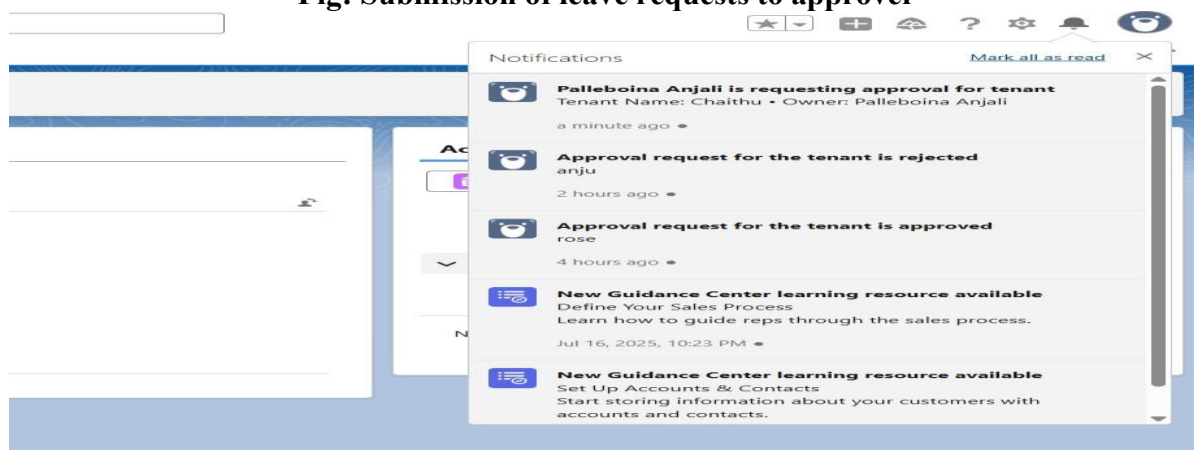 Fig: Submission of leave requests to approver
?
Notifications
Mark all as read
Palleboina Anjali is requesting approval for tenant
Tenant Name: Chaithu • Owner: Palleboina Anjali
a minute ago •
Ac
Approval request for the tenant is rejected
anju
2 hours ago •
Approval request for the tenant is approved
rose
4 hours ago •
New Guidance Center learning resource available
Define Your Sales Process
Learn how to guide reps through the sales process.
N
Jul 16, 2025, 10:23 PM •
New Guidance Center learning resource available
Set Up Accounts & Contacts
Start storing information about your customers with
accounts and contacts.